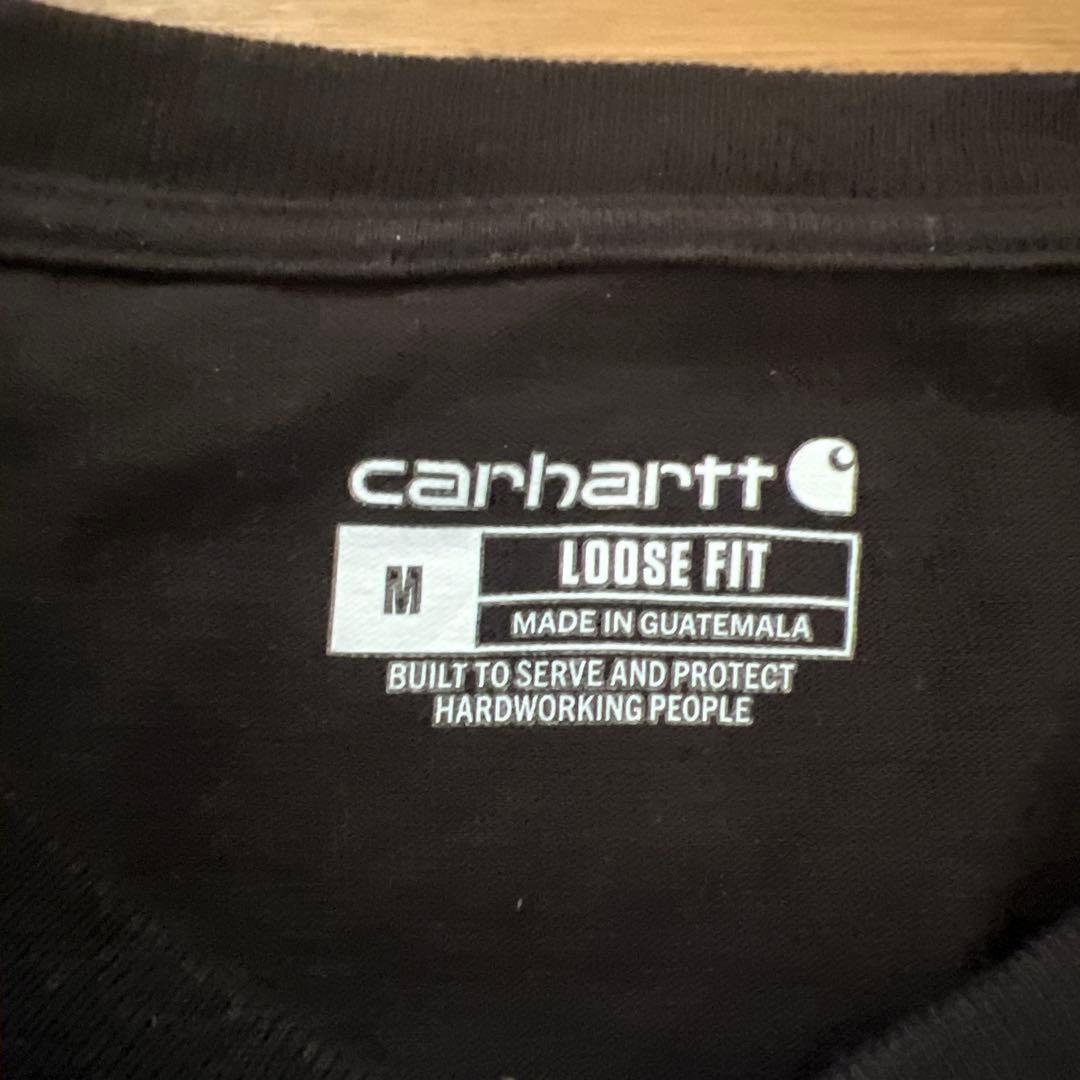 carhartt
M
LOOSE FIT
MADE IN GUATEMALA
BUILT TO SERVE AND PROTECT
HARDWORKING PEOPLE